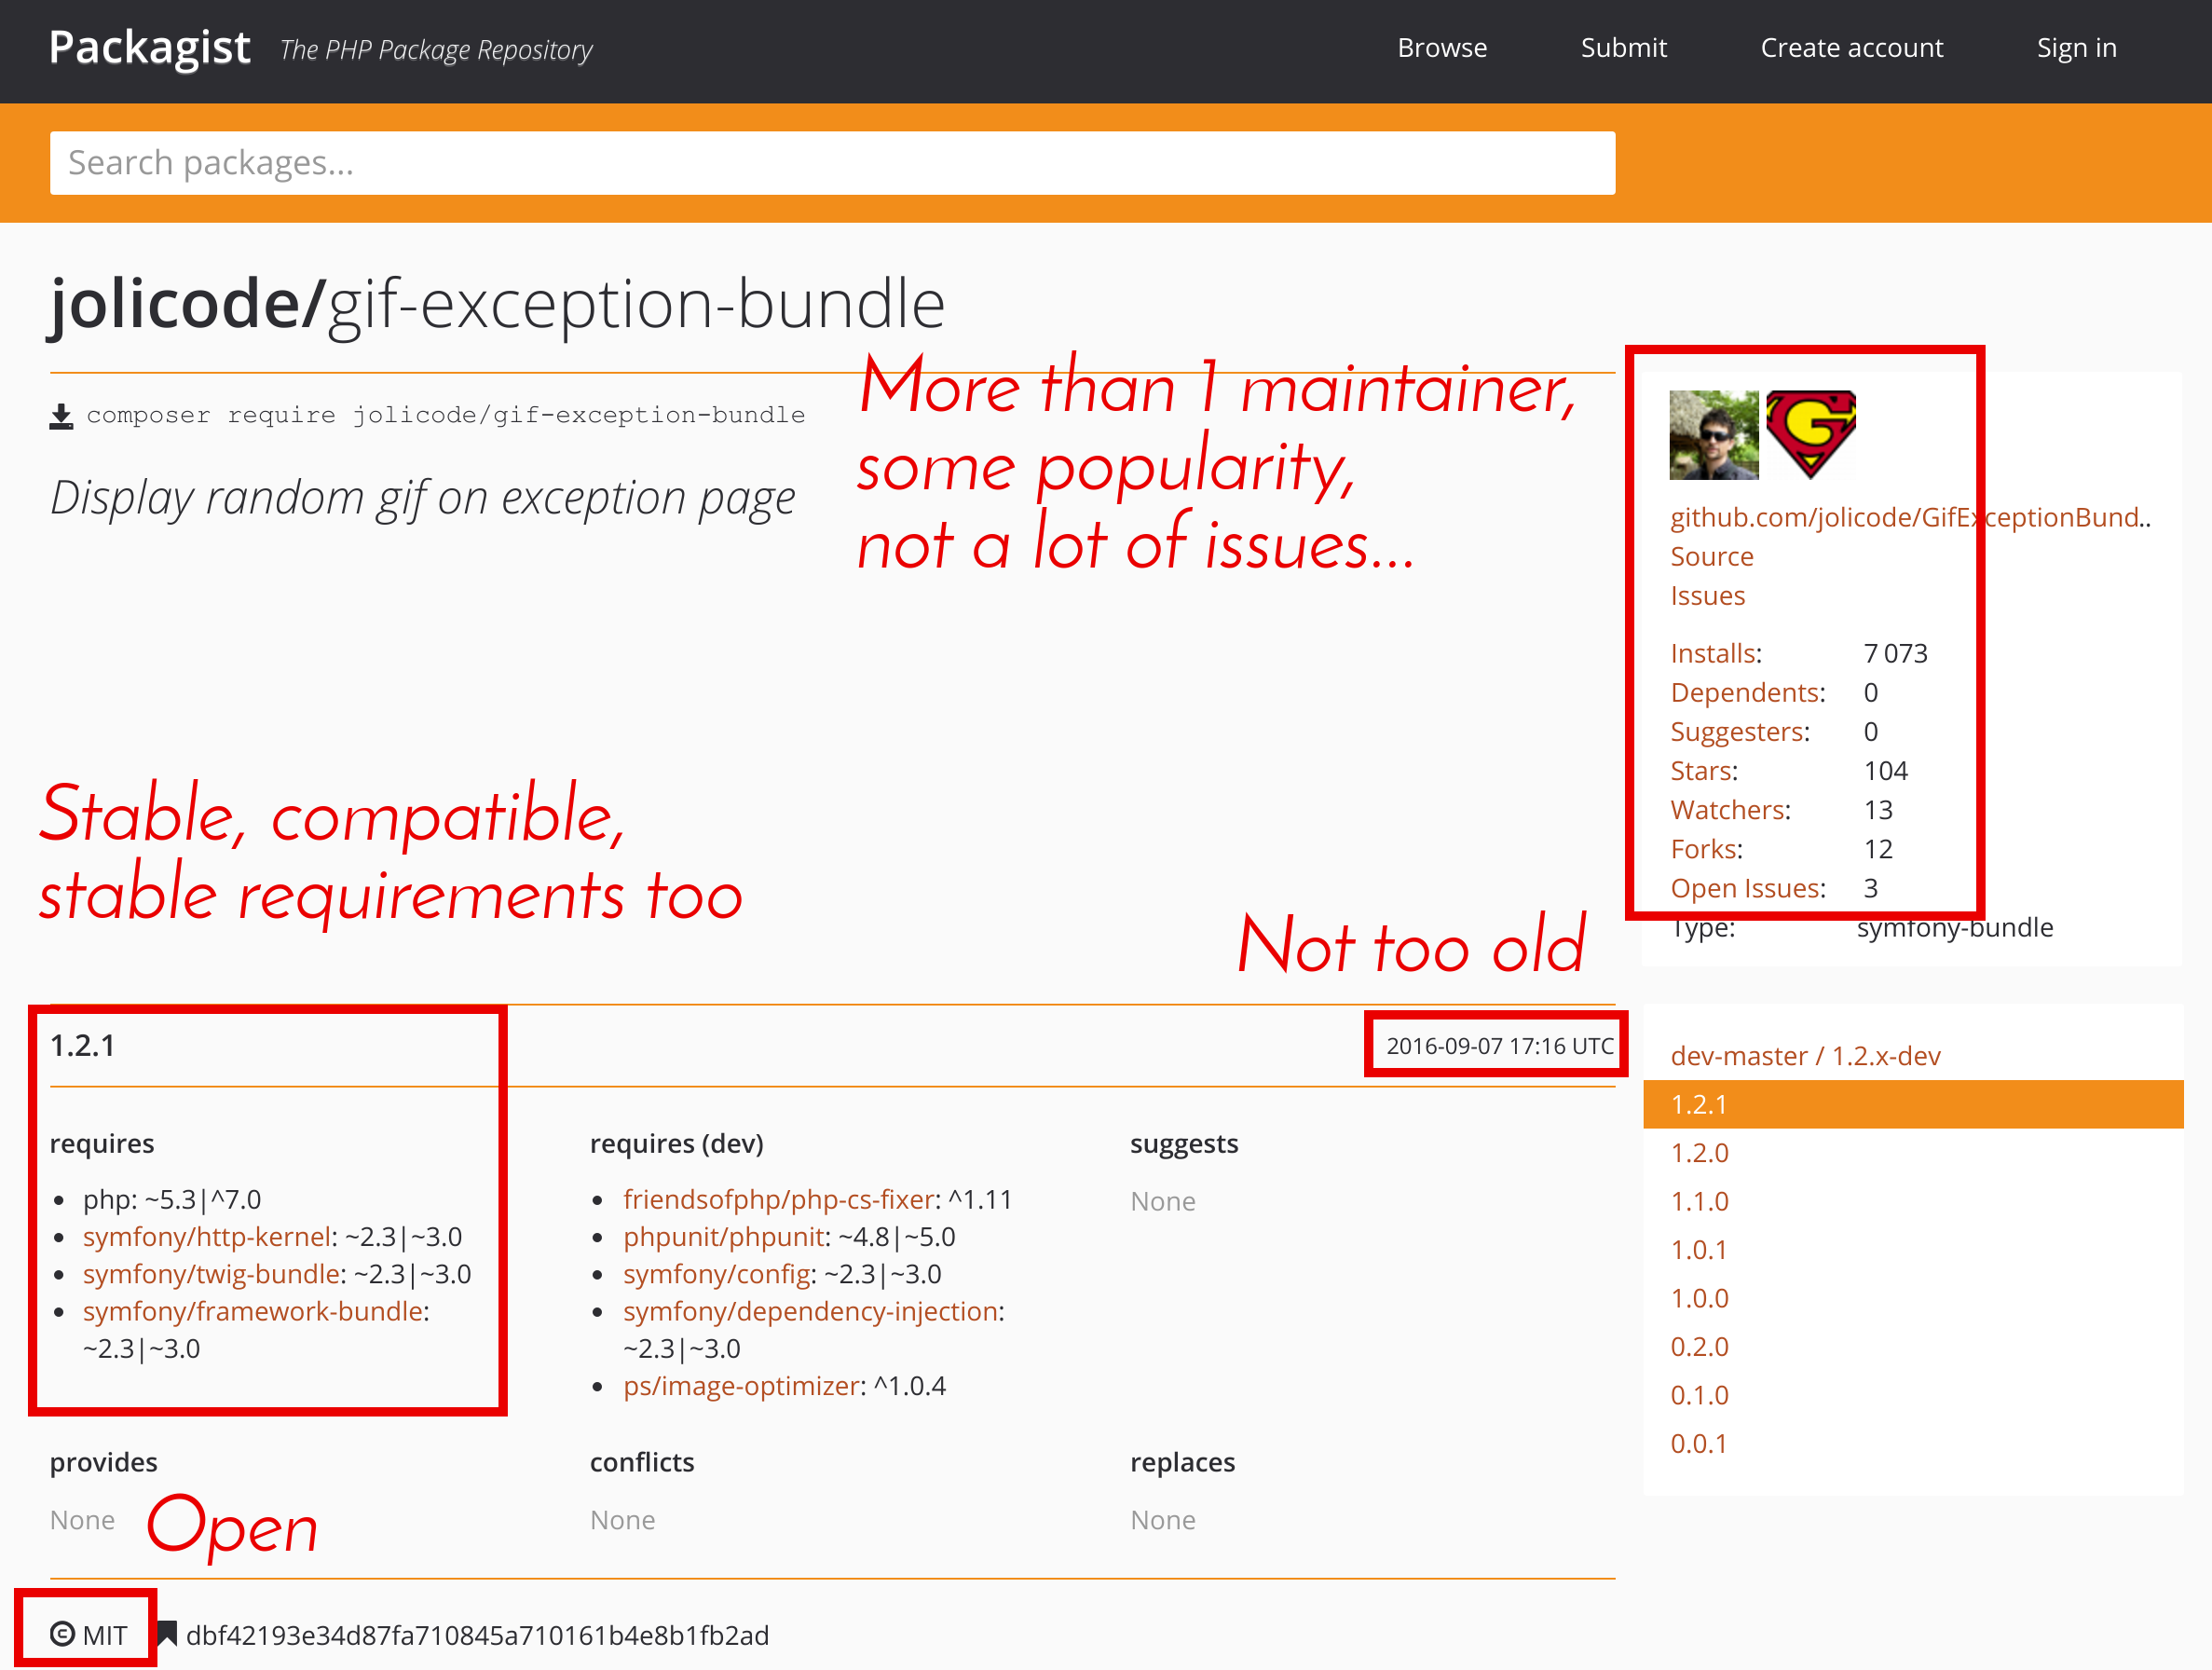 Packagist The PHP Package Repository Browse Submit Create account Sign in
Search packages...
jolicode/gif-exception-bundle
composer require jolicode/gif-exception-bundle
Display random gif on exception page
More than 1 maintainer,
some popularity,
not a lot of issues...
G
github.com/jolicode/GifExceptionBund..
Source
Issues
Installs: 7 073
Dependents: 0
Suggesters: 0
Stars: 104
Watchers: 13
Forks: 12
Open Issues: 3
Type: symfony-bundle
Stable, compatible,
stable requirements too
Not too old
1.2.1 2016-09-07 17:16 UTC
requires
php: ~5.3|^7.0
symfony/http-kernel: ~2.3|~3.0
symfony/twig-bundle: ~2.3|~3.0
symfony/framework-bundle:
~2.3|~3.0
requires (dev)
friendsofphp/php-cs-fixer: ^1.11
phpunit/phpunit: ~4.8|~5.0
symfony/config: ~2.3|~3.0
symfony/dependency-injection:
~2.3|~3.0
ps/image-optimizer: ^1.0.4
suggests
None
provides
None
Open
conflicts
None
replaces
None
© MIT dbf42193e34d87fa710845a710161b4e8b1fb2ad
dev-master / 1.2.x-dev
1.2.1
1.2.0
1.1.0
1.0.1
1.0.0
0.2.0
0.1.0
0.0.1